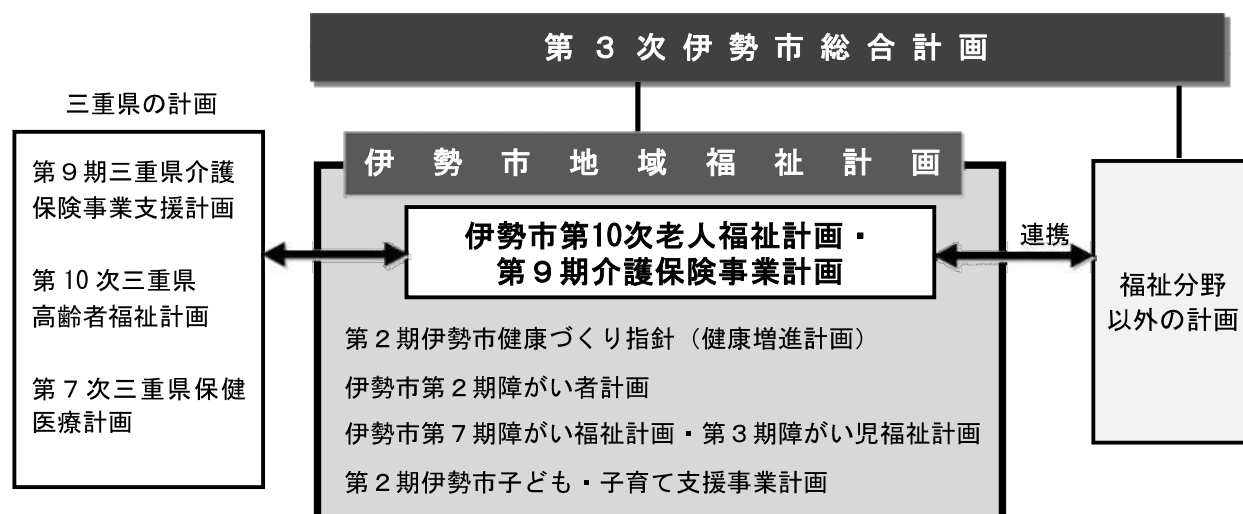 第３次伊勢市総合計画
三重県の計画
第９期三重県介護
保険事業支援計画
第10次三重県
高齢者福祉計画
第７次三重県保健
医療計画
伊勢市地域福祉計画
伊勢市第10次老人福祉計画・
第９期介護保険事業計画
第２期伊勢市健康づくり指針（健康増進計画）
伊勢市第２期障がい者計画
伊勢市第７期障がい福祉計画・第３期障がい児福祉計画
第２期伊勢市子ども・子育て支援事業計画
連携
福祉分野
以外の計画